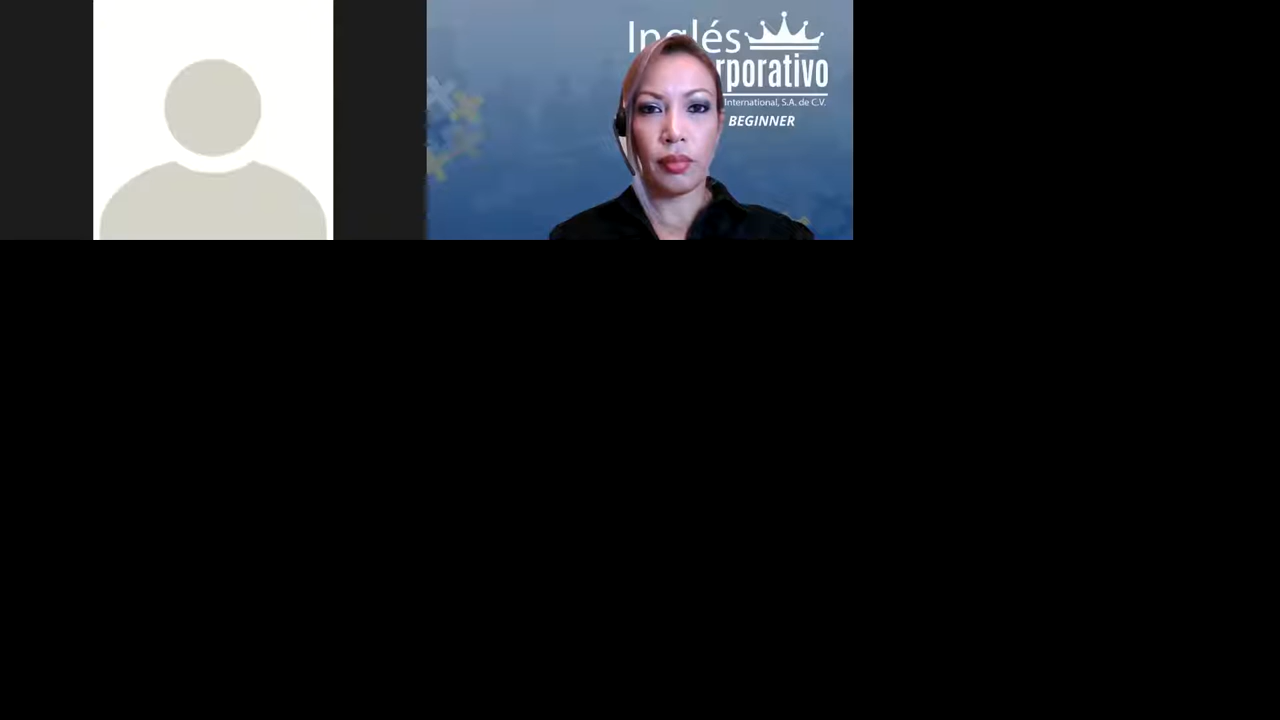 Inglés
rporativo
International, S.A. de C.V.
BEGINNER